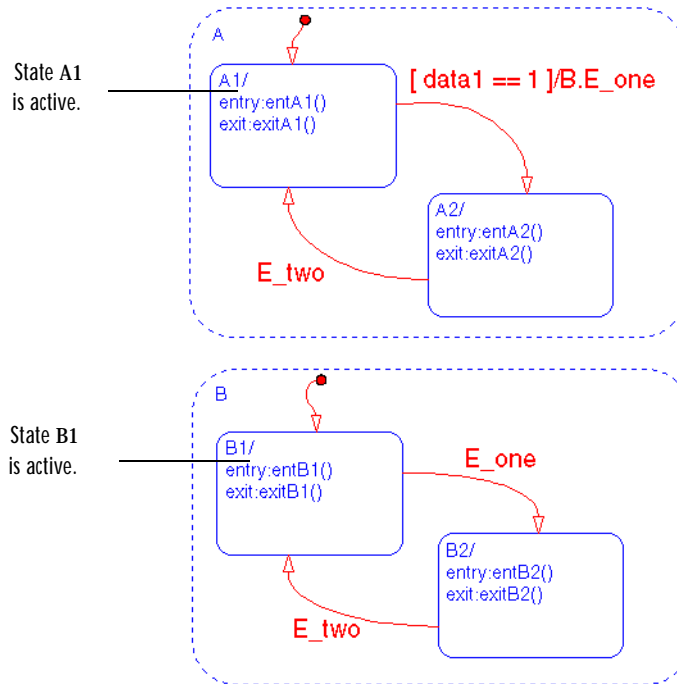 A
State A1
is active.
A1/
entry:entA1()
exit:exitA1()
[ data1 == 1 ]/B.E_one
A2/
entry:entA2()
exit:exitA2()
E_two
B
State B1
is active.
B1/
entry:entB1()
exit:exitB1()
E_one
B2/
entry:entB2()
exit:exitB2()
E_two